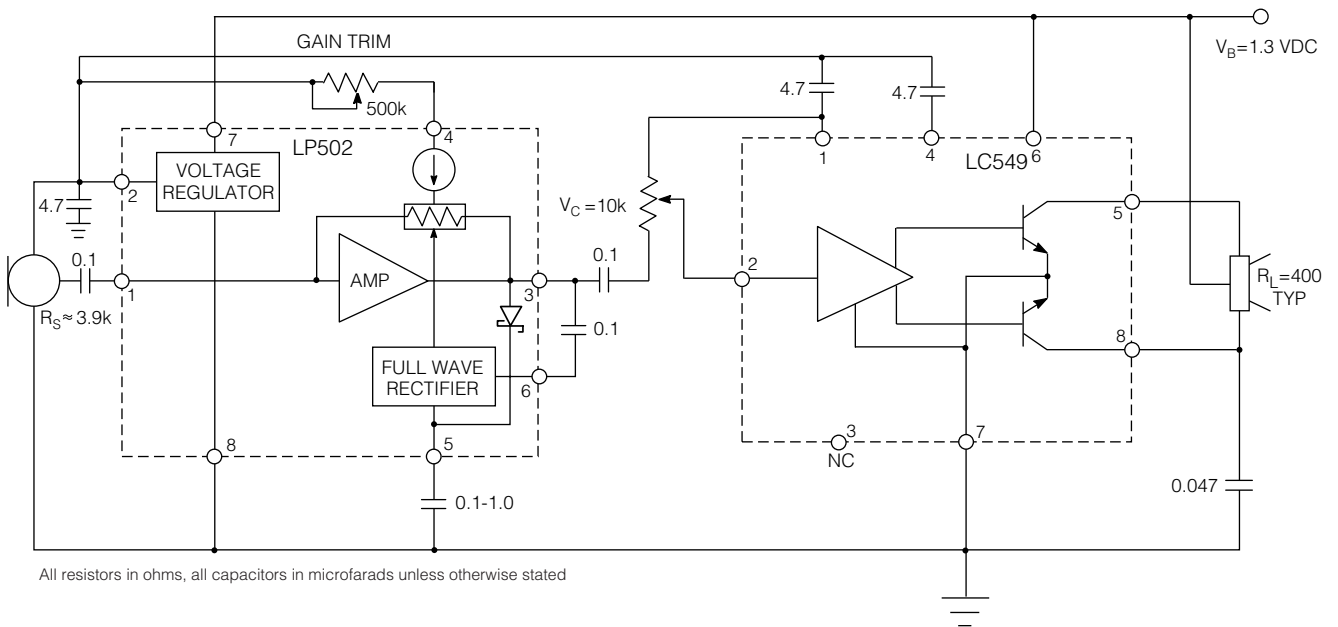 GAIN TRIM
V_B=1.3 VDC
4.7
4.7
500k
7
4
LP502
1
4
LC549
6
VOLTAGE
REGULATOR
2
4.7
V_C =10k
5
0.1
1
R_S≈3.9k
AMP
3
0.1
2
R_L=400
TYP
0.1
8
FULL WAVE
RECTIFIER
6
8
5
3
NC
7
0.1-1.0
0.047
All resistors in ohms, all capacitors in microfarads unless otherwise stated